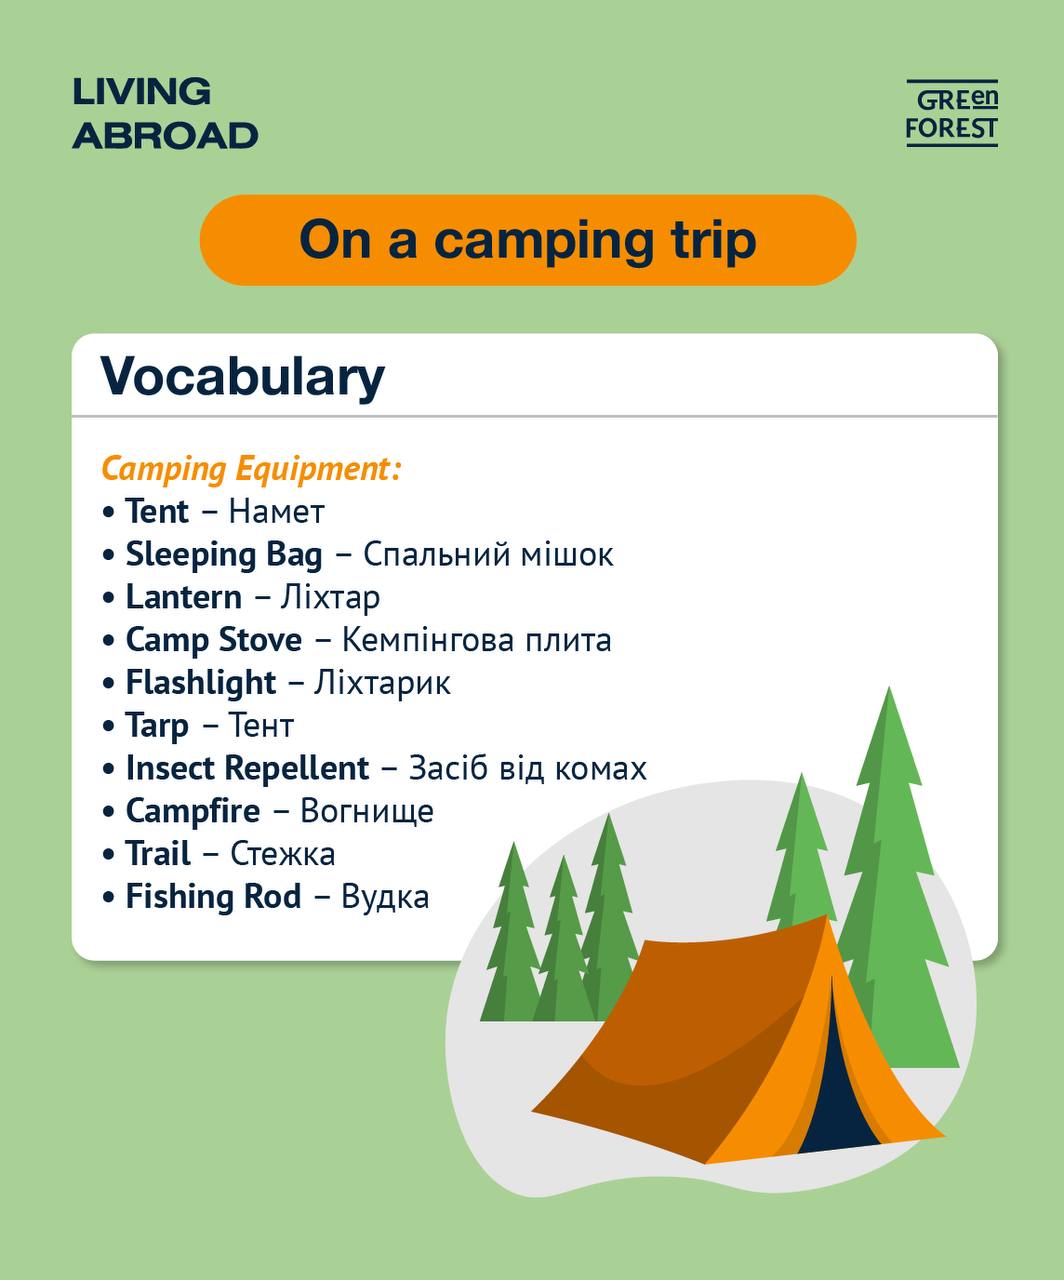 LIVING
ABROAD
GREen
FOREST
On a camping trip
Vocabulary
Camping Equipment:
• Tent – Намет
• Sleeping Bag – Спальний мішок
• Lantern – Ліхтар
• Camp Stove – Кемпінгова плита
• Flashlight – Ліхтарик
• Tarp – Тент
• Insect Repellent – Засіб від комах
• Campfire – Вогнище
• Trail – Стежка
• Fishing Rod – Вудка